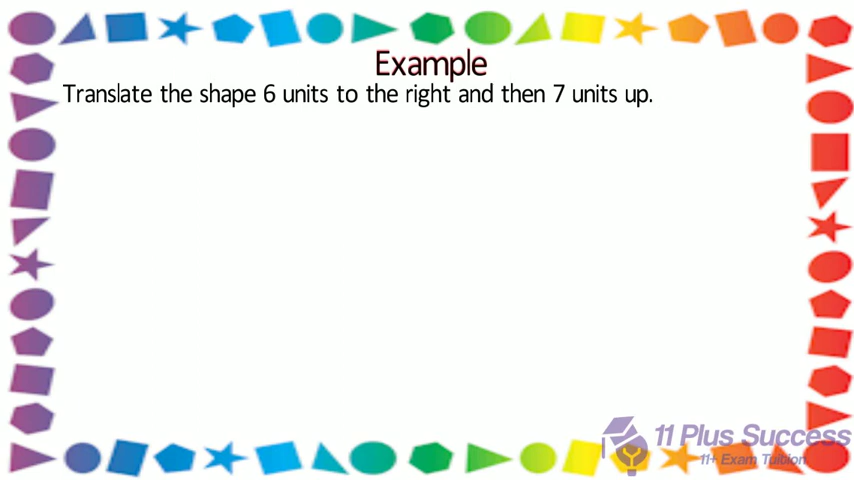 Example
Translate the shape 6 units to the right and then 7 units up.
11 Plus Success
11+ Exam Tuition